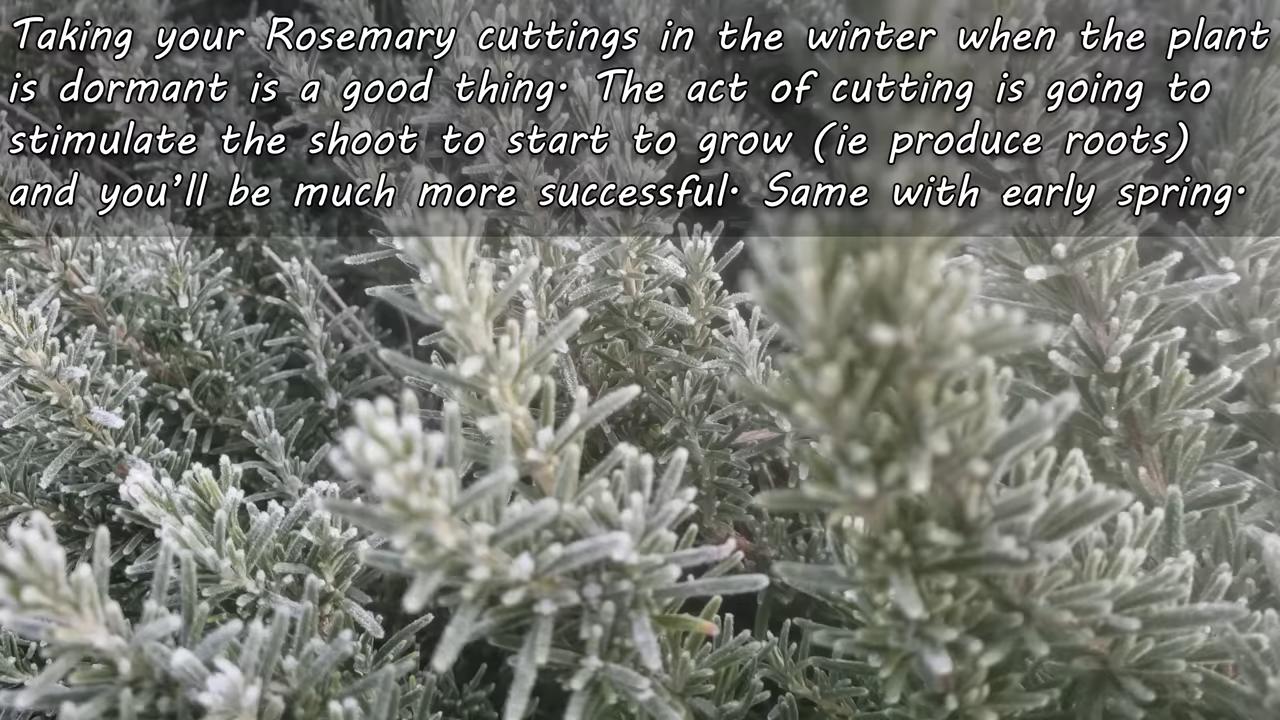 Taking your Rosemary cuttings in the winter when the plant
is dormant is a good thing. The act of cutting is going to
stimulate the shoot to start to grow (ie produce roots)
and you'll be much more successful. Same with early spring.